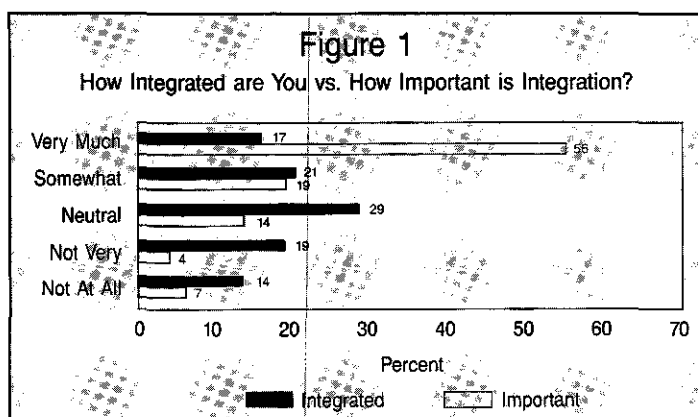 Figure 1
How Integrated are You vs. How Important is Integration?
Very Much 17
56
Somewhat 21
19
Neutral 29
14
Not Very 19
4
Not At All 14
7
0 10 20 30 40 50 60 70
Percent
Integrated Important